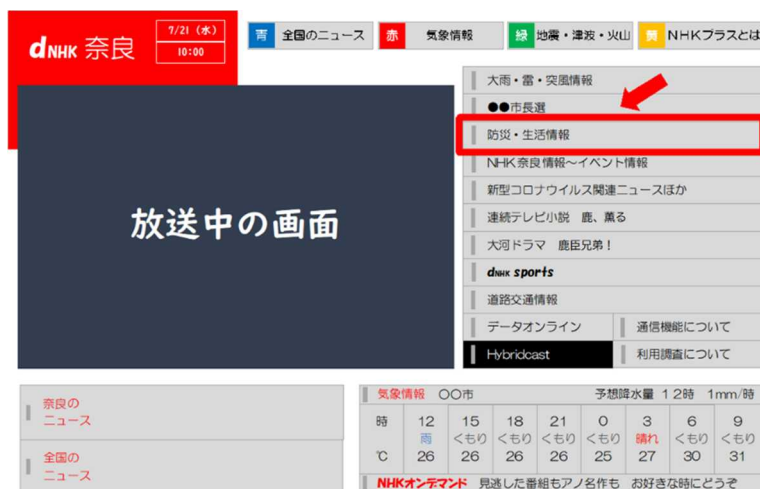 dNHK 奈良
7/21（水）
10:00
青 全国のニュース
赤 気象情報
緑 地震・津波・火山
黄 NHKプラスとは
大雨・雷・突風情報
●●市長選
防災・生活情報
NHK奈良情報～イベント情報
新型コロナウイルス関連ニュースほか
連続テレビ小説　鹿、薫る
大河ドラマ　鹿臣兄弟！
dNHK sports
道路交通情報
データオンライン
通信機能について
Hybridcast
利用調査について
放送中の画面
奈良の
ニュース
全国の
ニュース
気象情報　〇〇市　予想降水量 12時 1mm/時
時 12 15 18 21 0 3 6 9
雨 くもり くもり くもり くもり 晴れ くもり くもり
℃ 26 26 26 26 25 27 30 31
NHKオンデマンド 見逃した番組もアノ名作も お好きな時にどうぞ